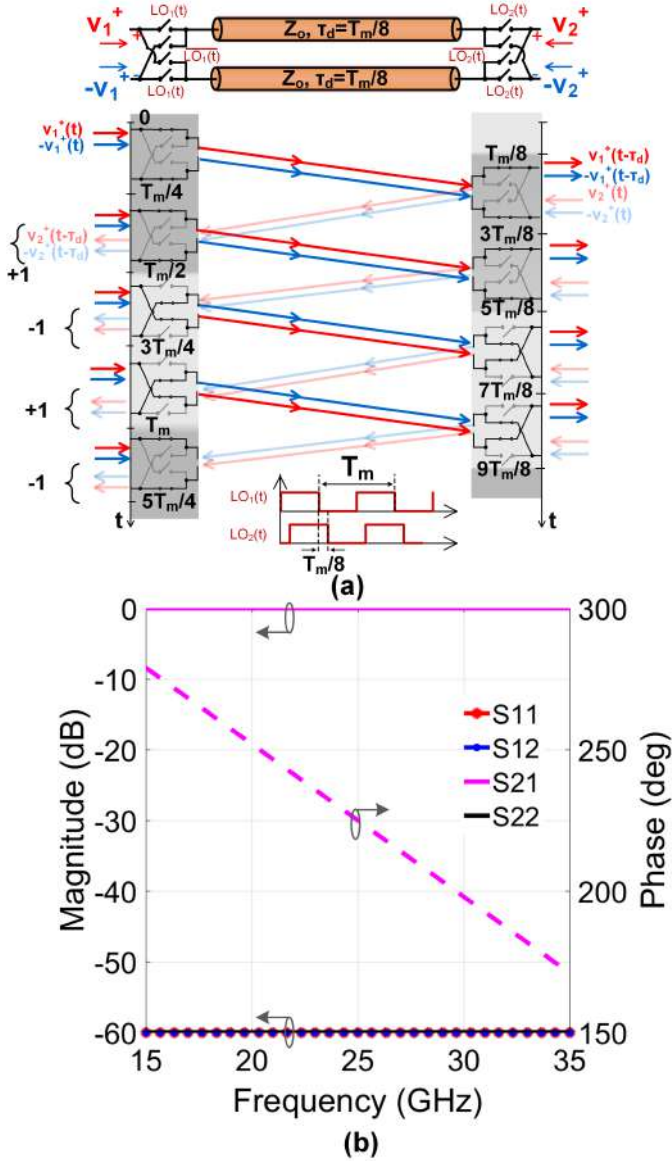 LO₁(t) LO₂(t)
v₁⁺ + Zₒ, τd=Tₘ/8 + v₂⁺
LO₁(t) LO₂(t)
-v₁⁺ - Zₒ, τd=Tₘ/8 - -v₂⁺
LO₁(t) LO₂(t)
0
v₁⁺(t) Tₘ/8 v₁⁺(t-τd)
-v₁⁺(t) -v₁⁺(t-τd)
v₂⁺(t)
Tₘ/4 -v₂⁺(t)
v₂⁺(t-τd) 3Tₘ/8
-v₂⁺(t-τd)
+1 Tₘ/2
5Tₘ/8
-1 3Tₘ/4
7Tₘ/8
+1 Tₘ
-1 9Tₘ/8
Tₘ
5Tₘ/4 LO₁(t)
t LO₂(t) t
Tₘ/8
(a)
0 300
-10
S11
-20 S12 250
S21
-30 S22
-40 200
-50
-60 150
15 20 25 30 35
Magnitude (dB)
Phase (deg)
Frequency (GHz)
(b)